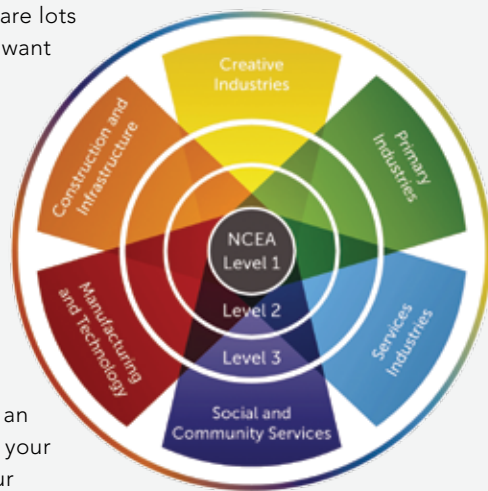 are lots
want
Creative
Industries
Construction and
Infrastructure
Primary
Industries
NCEA
Level 1
Level 2
Level 3
Manufacturing
and Technology
Services
Industries
Social and
Community Services
an
your
ur